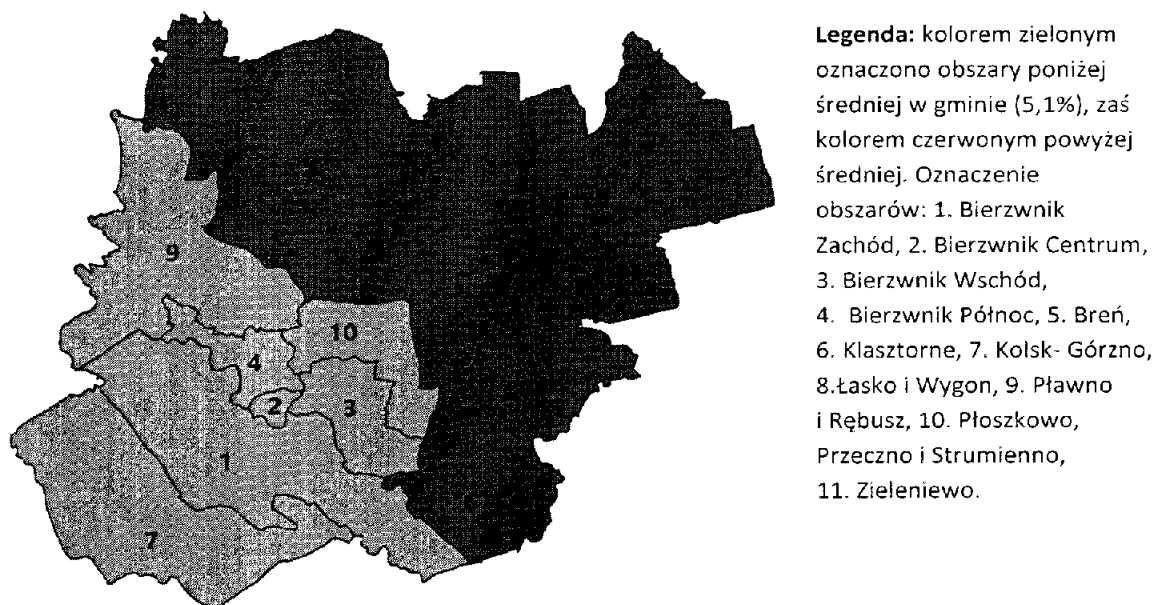 Legenda: kolorem zielonym
oznaczono obszary poniżej
średniej w gminie (5,1%), zaś
kolorem czerwonym powyżej
średniej. Oznaczenie
obszarów: 1. Bierzwnik
Zachód, 2. Bierzwnik Centrum,
3. Bierzwnik Wschód,
4. Bierzwnik Północ, 5. Breń,
6. Klasztorne, 7. Kolsk- Górzno,
8.Łasko i Wygon, 9. Pławno
i Rębusz, 10. Płoszkowo,
Przeczno i Strumienno,
11. Zieleniewo.
9
10
4
2
3
1
7